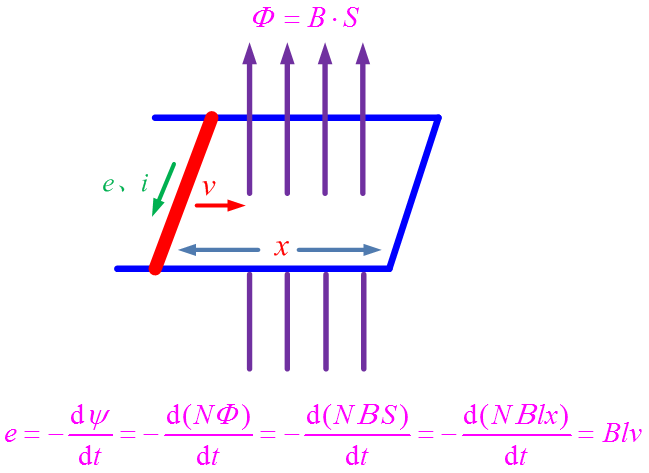 Φ = B · S
e、i
v
x
e = −dψ/dt = −d(NΦ)/dt = −d(NBS)/dt = −d(NBlx)/dt = Blv